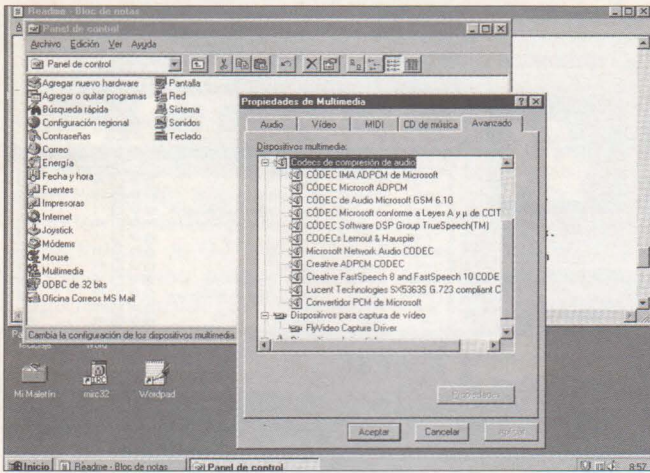 Readme - Bloc de notas
Panel de control
Archivo Edición Ver Ayuda
Panel de control
Agregar nuevo hardware
Agregar o quitar programas
Búsqueda rápida
Configuración regional
Contraseñas
Correo
Energía
Fecha y hora
Fuentes
Impresoras
Internet
Joystick
Módems
Mouse
Multimedia
ODBC de 32 bits
Oficina Correos MS Mail
Pantalla
Red
Sistema
Sonidos
Teclado
Cambia la configuración de los dispositivos multimedia
Propiedades de Multimedia
Audio Vídeo MIDI CD de música Avanzado
Dispositivos multimedia:
Codecs de compresión de audio
CÓDEC IMA ADPCM de Microsoft
CÓDEC Microsoft ADPCM
CÓDEC de Audio Microsoft GSM 6.10
CÓDEC Microsoft conforme a Leyes A y µ de CCIT
CÓDEC Software DSP Group TrueSpeech(TM)
CODECs Lernout & Hauspie
Microsoft Network Audio CODEC
Creative ADPCM CODEC
Creative FastSpeech 8 and FastSpeech 10 CODE
Lucent Technologies SX5363S G.723 compliant C
Convertidor PCM de Microsoft
Dispositivos para captura de vídeo
FlyVideo Capture Driver
Propiedades
Aceptar Cancelar Aplicar
Mi Maletín mirc32 Wordpad
Inicio Readme - Bloc de notas Panel de control 8:57